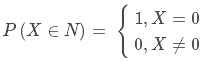 P (X ∈ N) = { 1, X = 0
0, X ≠ 0